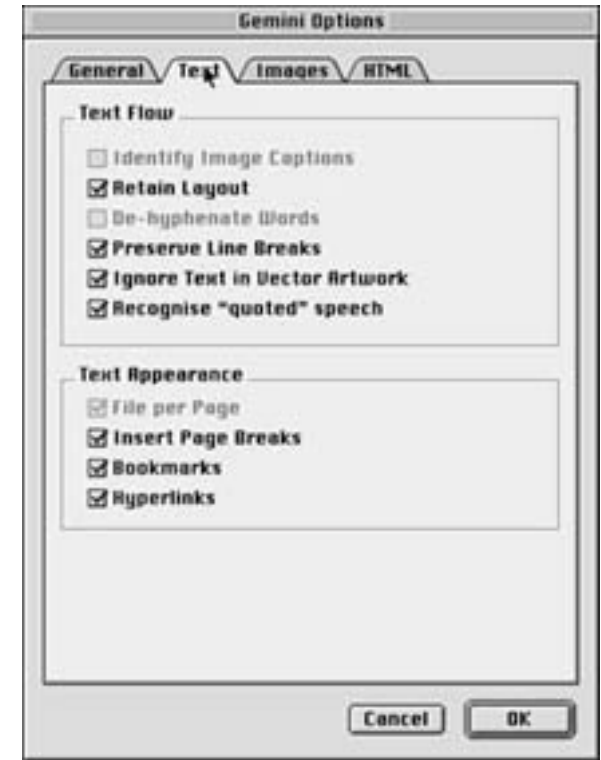 Gemini Options
General Text Images HTML
Text Flow
Identify Image Captions
Retain Layout
De-hyphenate Words
Preserve Line Breaks
Ignore Text in Vector Artwork
Recognise "quoted" speech
Text Appearance
File per Page
Insert Page Breaks
Bookmarks
Hyperlinks
Cancel OK